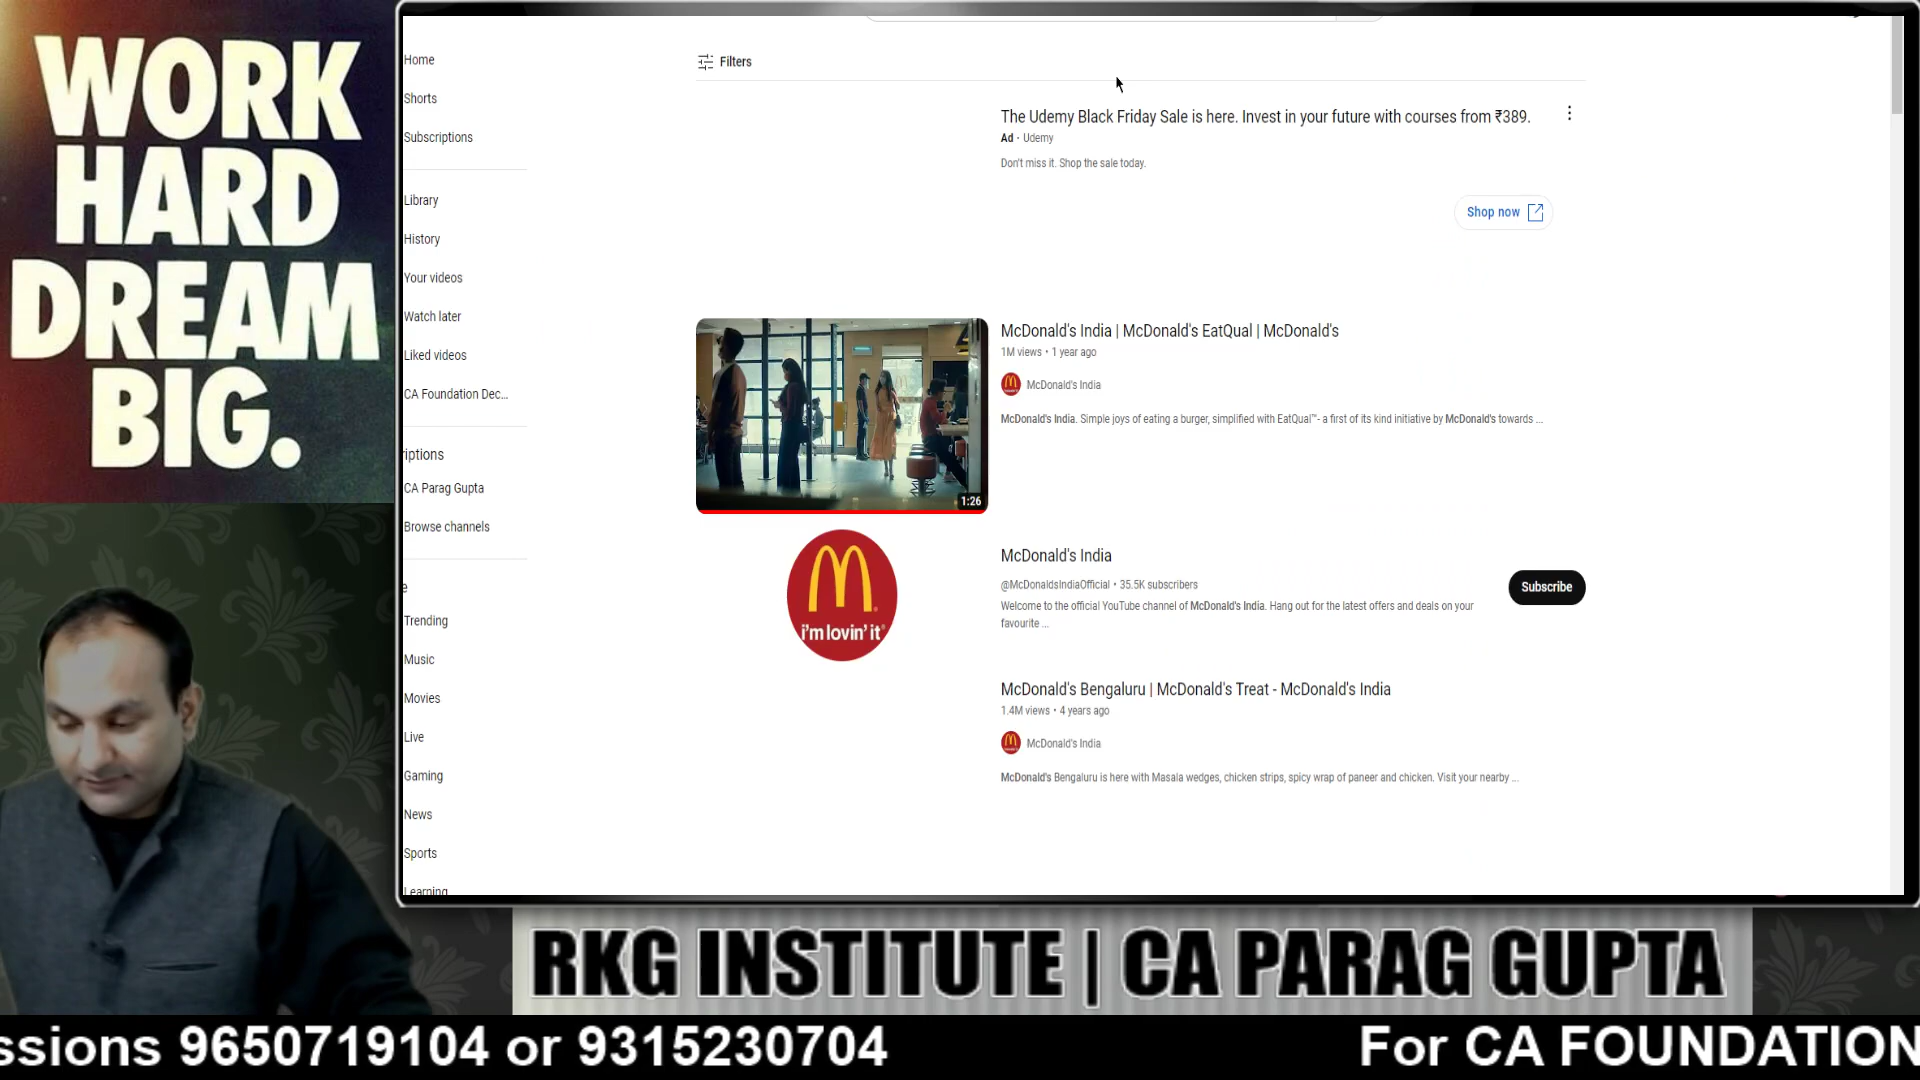 WORK
HARD
DREAM
BIG.
Home
Shorts
Subscriptions
Library
History
Your videos
Watch later
Liked videos
CA Foundation Dec...
riptions
CA Parag Gupta
Browse channels
e
Trending
Music
Movies
Live
Gaming
News
Sports
Learning
Filters
The Udemy Black Friday Sale is here. Invest in your future with courses from ₹389.
Ad · Udemy
Don't miss it. Shop the sale today.
Shop now
1:26
McDonald's India | McDonald's EatQual | McDonald's
1M views • 1 year ago
McDonald's India
McDonald's India. Simple joys of eating a burger, simplified with EatQual™- a first of its kind initiative by McDonald's towards ...
i'm lovin' it
McDonald's India
@McDonaldsIndiaOfficial • 35.5K subscribers
Welcome to the official YouTube channel of McDonald's India. Hang out for the latest offers and deals on your
favourite ...
Subscribe
McDonald's Bengaluru | McDonald's Treat - McDonald's India
1.4M views • 4 years ago
McDonald's India
McDonald's Bengaluru is here with Masala wedges, chicken strips, spicy wrap of paneer and chicken. Visit your nearby ...
RKG INSTITUTE | CA PARAG GUPTA
ssions 9650719104 or 9315230704
For CA FOUNDATION